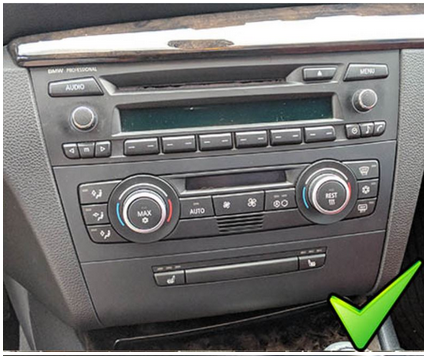 BMW PROFESSIONAL
AUDIO
MENU
m
MAX
AUTO
REST